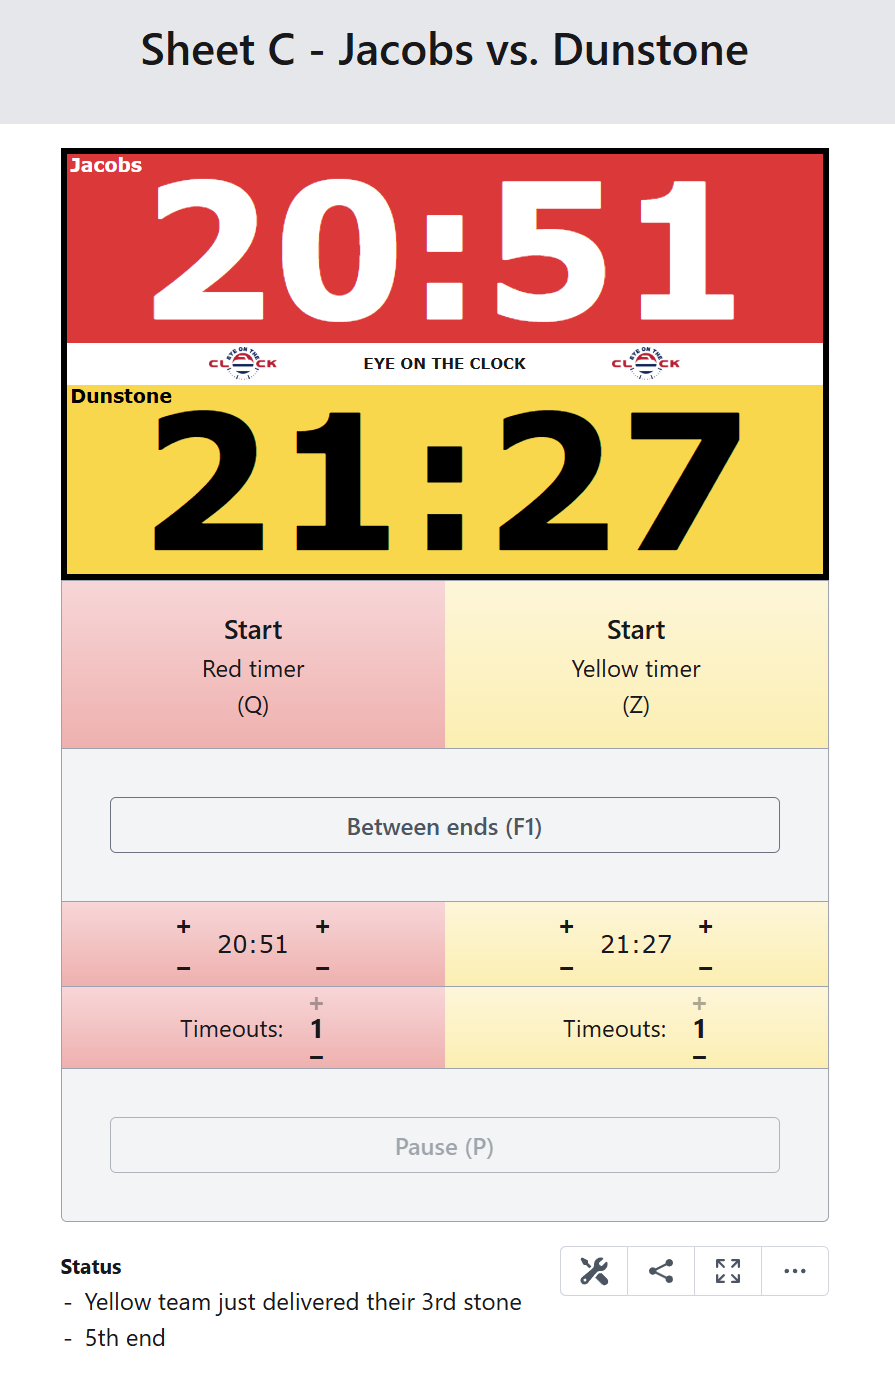 Sheet C - Jacobs vs. Dunstone
Jacobs
20:51
EYE ON THE CLOCK
EYE ON THE CLOCK
EYE ON THE CLOCK
Dunstone
21:27
Start
Red timer
(Q)
Start
Yellow timer
(Z)
Between ends (F1)
+ 20:51 +
− −
+ 21:27 +
− −
+
Timeouts: 1
−
+
Timeouts: 1
−
Pause (P)
Status
- Yellow team just delivered their 3rd stone
- 5th end